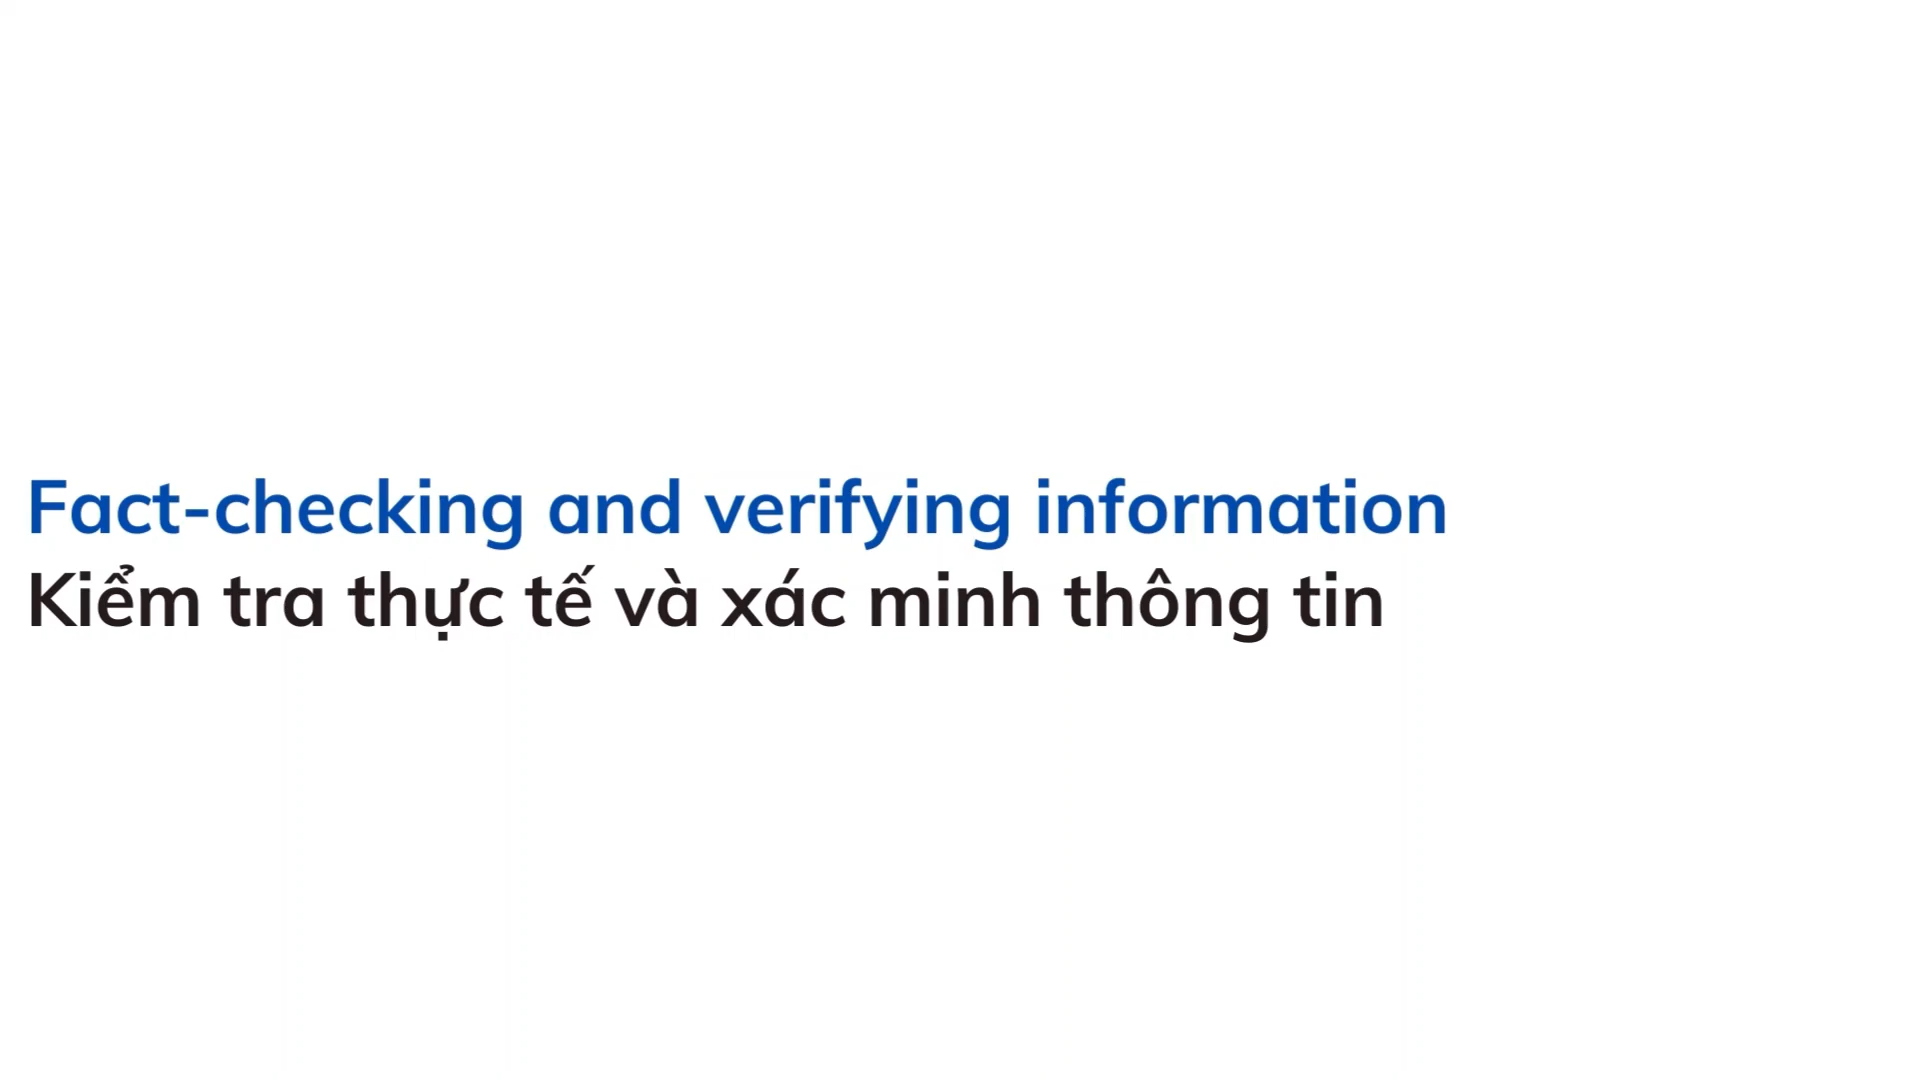 Fact-checking and verifying information
Kiểm tra thực tế và xác minh thông tin